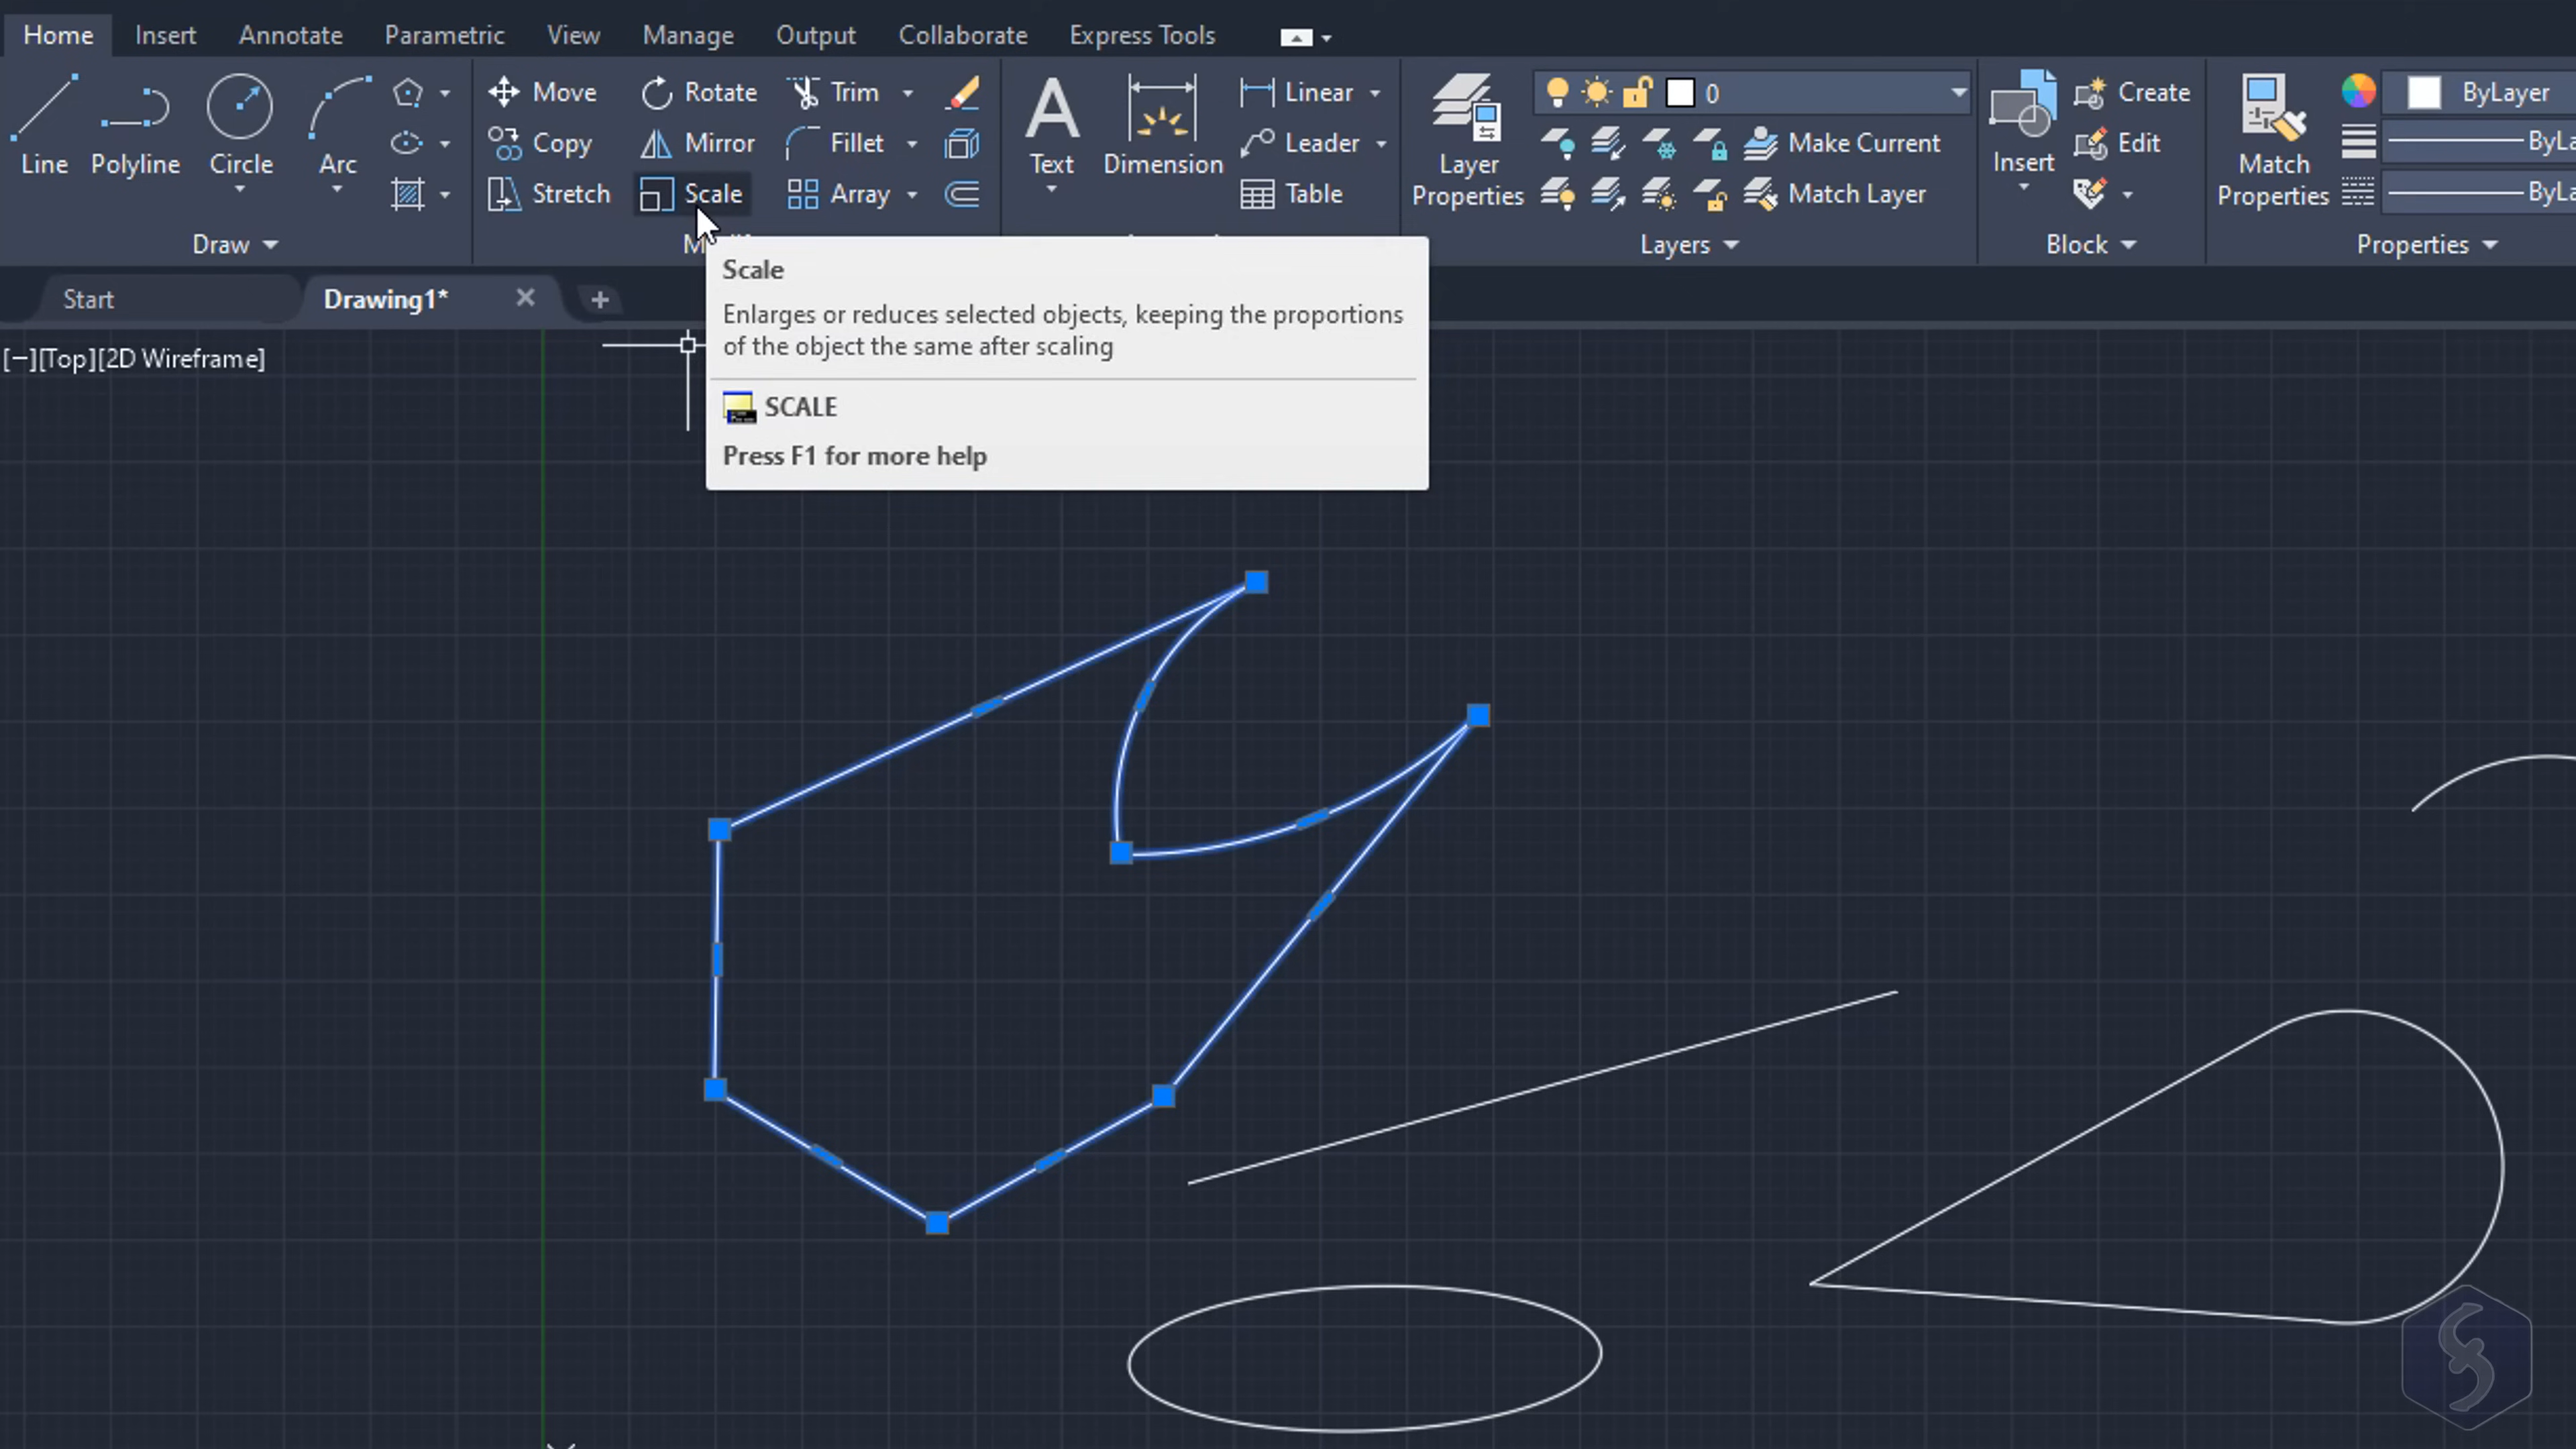 Home Insert Annotate Parametric View Manage Output Collaborate Express Tools
Move Rotate Trim Linear 0 Create ByLayer
Copy Mirror Fillet Leader Make Current Edit
Line Polyline Circle Arc Text Dimension Layer Properties Insert Match Properties
Stretch Scale Array Table Match Layer
Draw Layers Block Properties
Scale
Enlarges or reduces selected objects, keeping the proportions
of the object the same after scaling
SCALE
Press F1 for more help
Start Drawing1*
[−][Top][2D Wireframe]